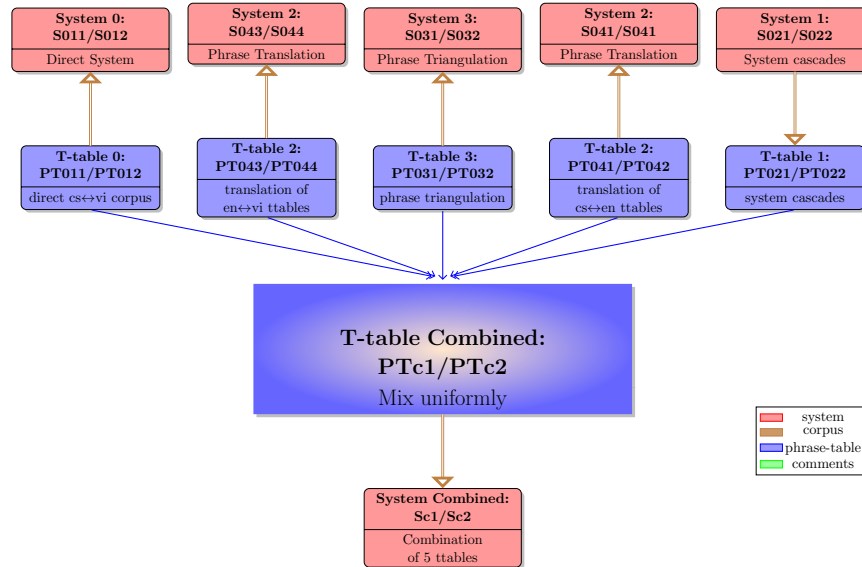 System 0:
S011/S012
Direct System
System 2:
S043/S044
Phrase Translation
System 3:
S031/S032
Phrase Triangulation
System 2:
S041/S041
Phrase Translation
System 1:
S021/S022
System cascades
T-table 0:
PT011/PT012
direct cs↔vi corpus
T-table 2:
PT043/PT044
translation of
en↔vi ttables
T-table 3:
PT031/PT032
phrase triangulation
T-table 2:
PT041/PT042
translation of
cs↔en ttables
T-table 1:
PT021/PT022
system cascades
T-table Combined:
PTc1/PTc2
Mix uniformly
system
corpus
phrase-table
comments
System Combined:
Sc1/Sc2
Combination
of 5 ttables